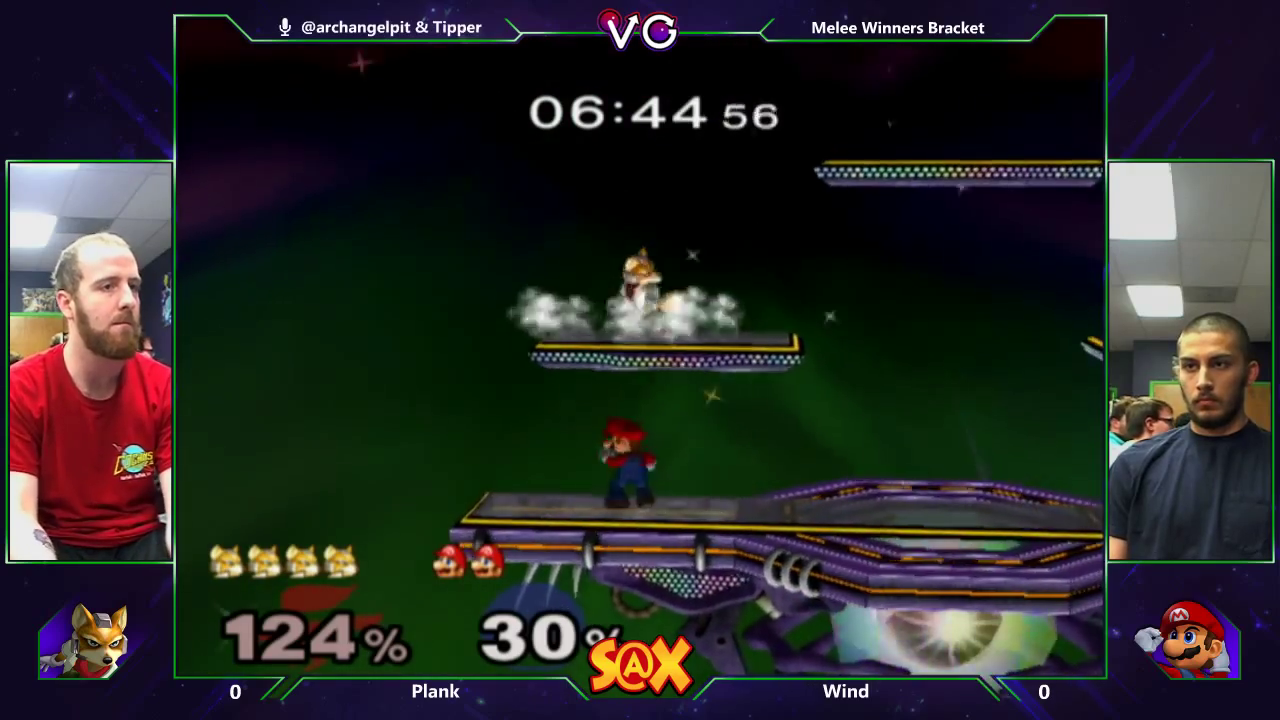 @archangelpit & Tipper
VG
Melee Winners Bracket
06:44 56
124%
30%
S@X
0
Plank
Wind
0